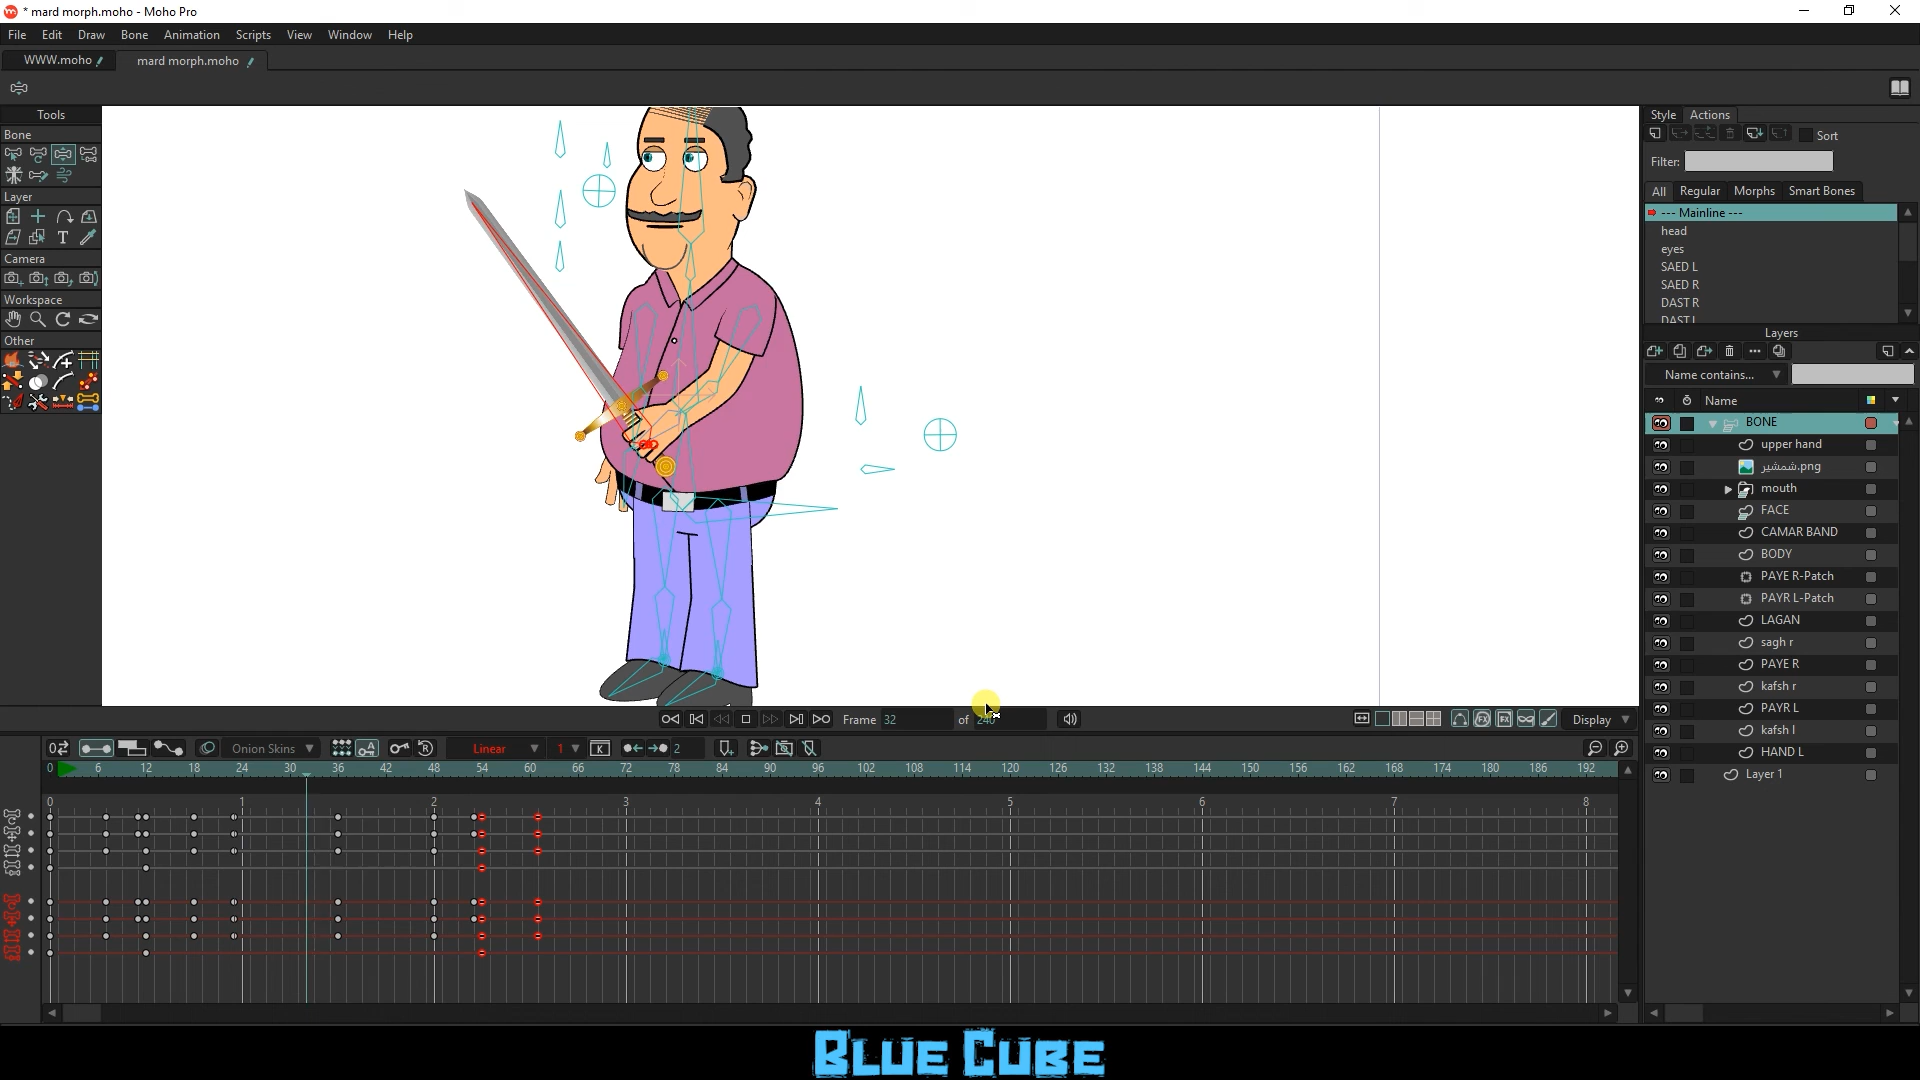 * mard morph.moho - Moho Pro
File Edit Draw Bone Animation Scripts View Window Help
WWW.moho mard morph.moho
Tools
Bone
Layer
Camera
Workspace
Other
Style Actions
Sort
Filter:
All Regular Morphs Smart Bones
--- Mainline ---
head
eyes
SAED L
SAED R
DAST R
DAST L
Layers
Name contains...
Name
BONE
upper hand
شمشیر.png
mouth
FACE
CAMAR BAND
BODY
PAYE R-Patch
PAYR L-Patch
LAGAN
sagh r
PAYE R
kafsh r
PAYR L
kafsh l
HAND L
Layer 1
Frame 32 of 240
Display
Onion Skins Linear 1 K 2
0 6 12 18 24 30 36 42 48 54 60 66 72 78 84 90 96 102 108 114 120 126 132 138 144 150 156 162 168 174 180 186 192
0 1 2 3 4 5 6 7 8
Blue Cube